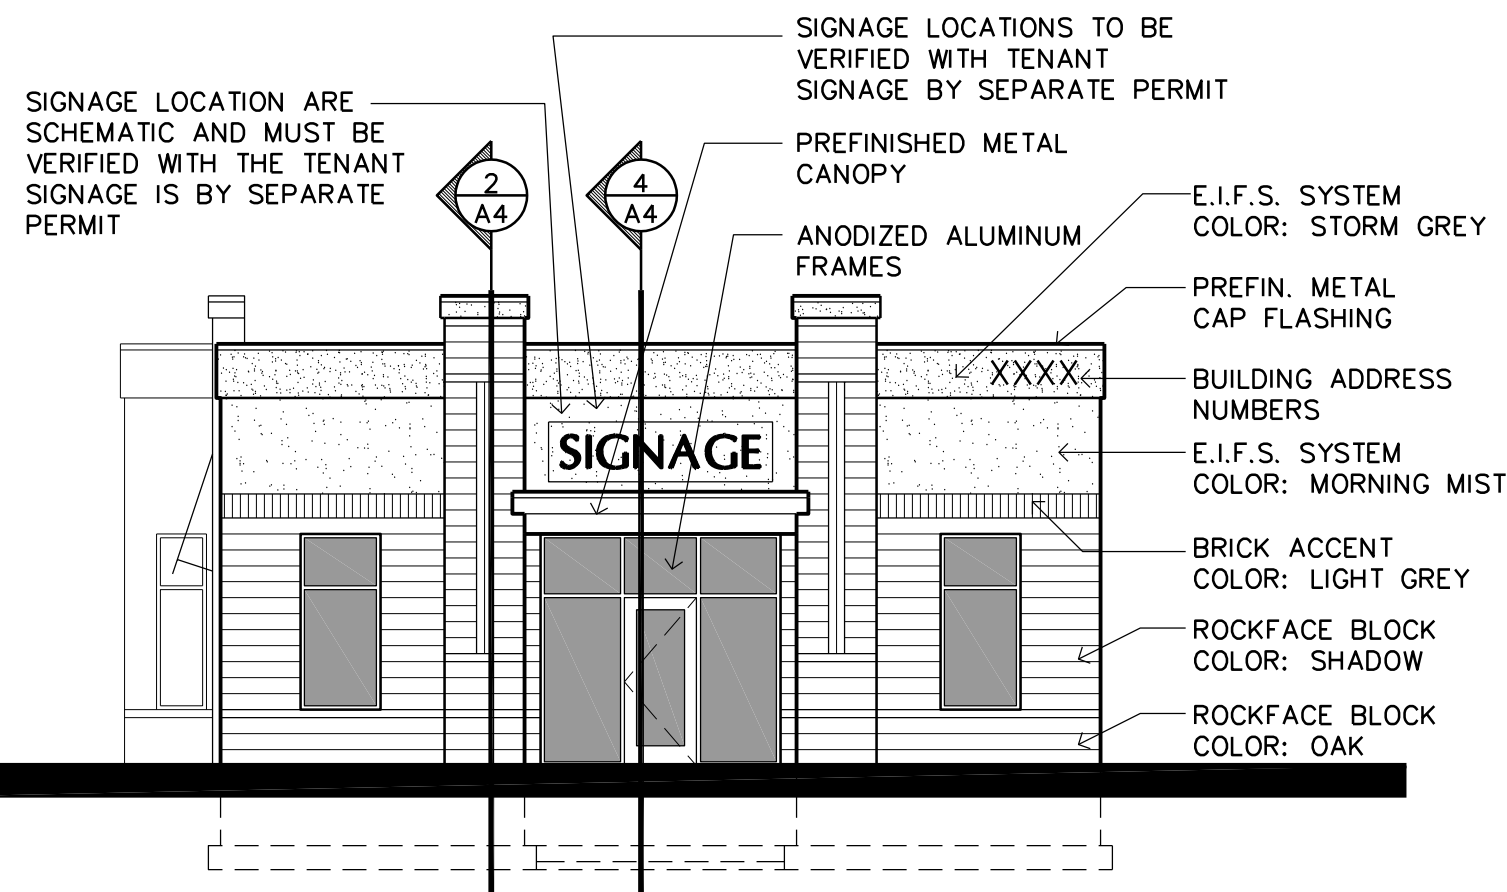 SIGNAGE LOCATIONS TO BE
VERIFIED WITH TENANT
SIGNAGE BY SEPARATE PERMIT
SIGNAGE LOCATION ARE
SCHEMATIC AND MUST BE
VERIFIED WITH THE TENANT
SIGNAGE IS BY SEPARATE
PERMIT
2
A4
4
A4
PREFINISHED METAL
CANOPY
ANODIZED ALUMINUM
FRAMES
E.I.F.S. SYSTEM
COLOR: STORM GREY
PREFIN. METAL
CAP FLASHING
XXXX
BUILDING ADDRESS
NUMBERS
SIGNAGE
E.I.F.S. SYSTEM
COLOR: MORNING MIST
BRICK ACCENT
COLOR: LIGHT GREY
ROCKFACE BLOCK
COLOR: SHADOW
ROCKFACE BLOCK
COLOR: OAK